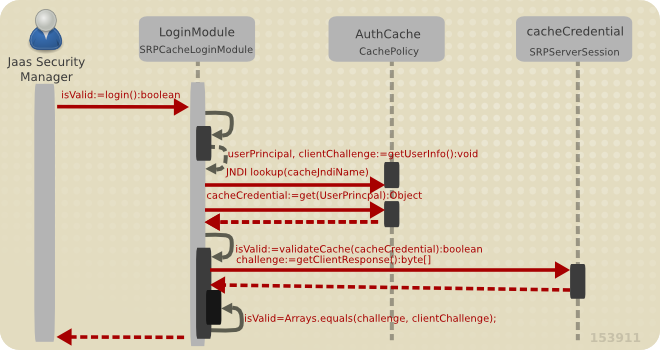 LoginModule
SRPCacheLoginModule
AuthCache
CachePolicy
cacheCredential
SRPServerSession
Jaas Security
Manager
isValid:=login():boolean
userPrincipal, clientChallenge:=getUserInfo():void
JNDI lookup(cacheJndiName)
cacheCredential:=get(UserPrincpal):Object
isValid:=validateCache(cacheCredential):boolean
challenge:=getClientResponse():byte[]
isValid=Arrays.equals(challenge, clientChallenge);
153911